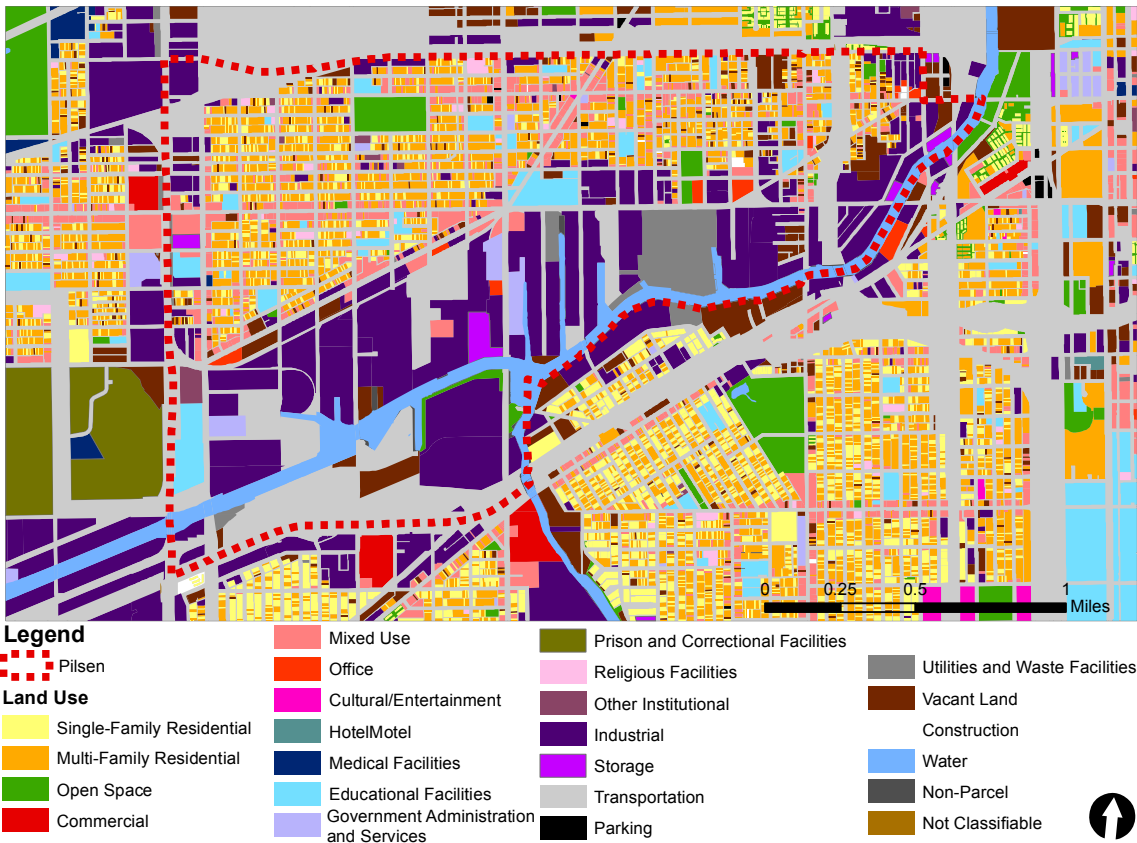 0 0.25 0.5 1
Miles
Legend
Pilsen
Land Use
Single-Family Residential
Multi-Family Residential
Open Space
Commercial
Mixed Use
Office
Cultural/Entertainment
HotelMotel
Medical Facilities
Educational Facilities
Government Administration
and Services
Prison and Correctional Facilities
Religious Facilities
Other Institutional
Industrial
Storage
Transportation
Parking
Utilities and Waste Facilities
Vacant Land
Construction
Water
Non-Parcel
Not Classifiable